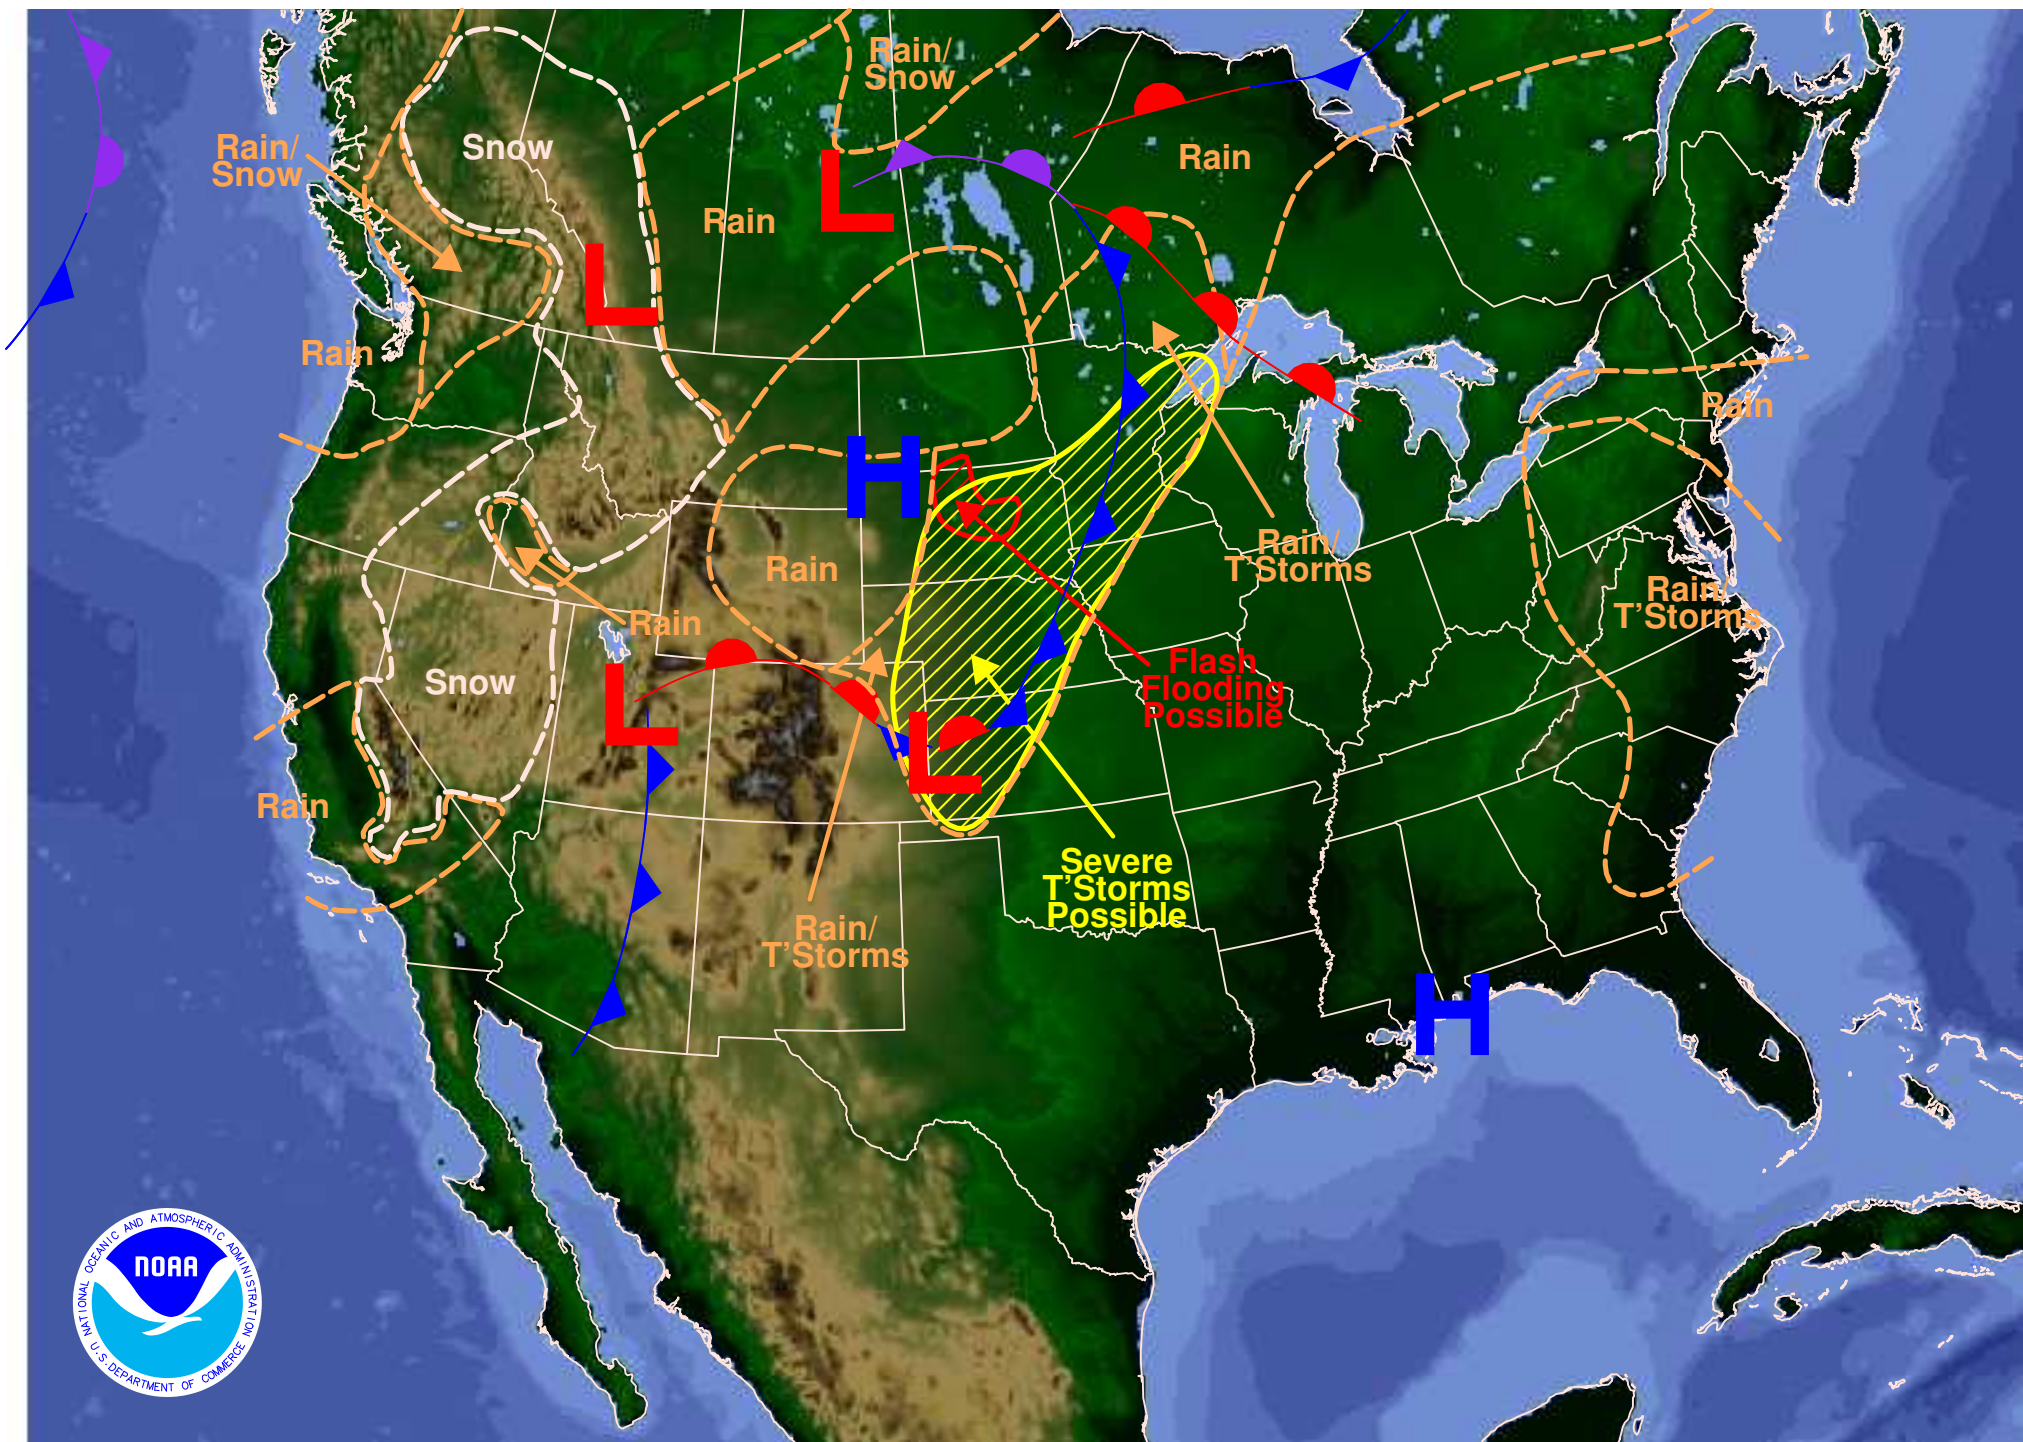 Rain/
Snow
Snow
Rain/
Snow
Rain
L
Rain
L
Rain
Rain
H
Rain/
T'Storms
Rain
Rain/
T'Storms
Rain
Snow
L
Flash
Flooding
Possible
L
Rain
Severe
T'Storms
Possible
Rain/
T'Storms
H
NATIONAL OCEANIC AND ATMOSPHERIC ADMINISTRATION
NOAA
U.S. DEPARTMENT OF COMMERCE